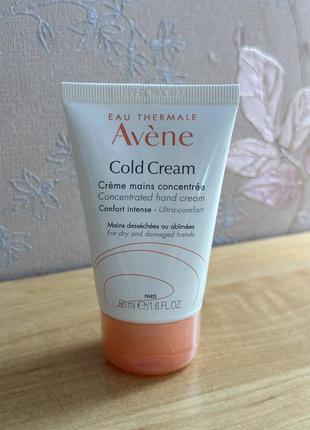 EAU THERMALE
Avène
Cold Cream
Crème mains concentrée
Concentrated hand cream
Confort intense - Ultra-comfort
Mains desséchées ou abîmées
For dry and damaged hands
PARIS
50 ml ℮/1.6 FL.OZ.